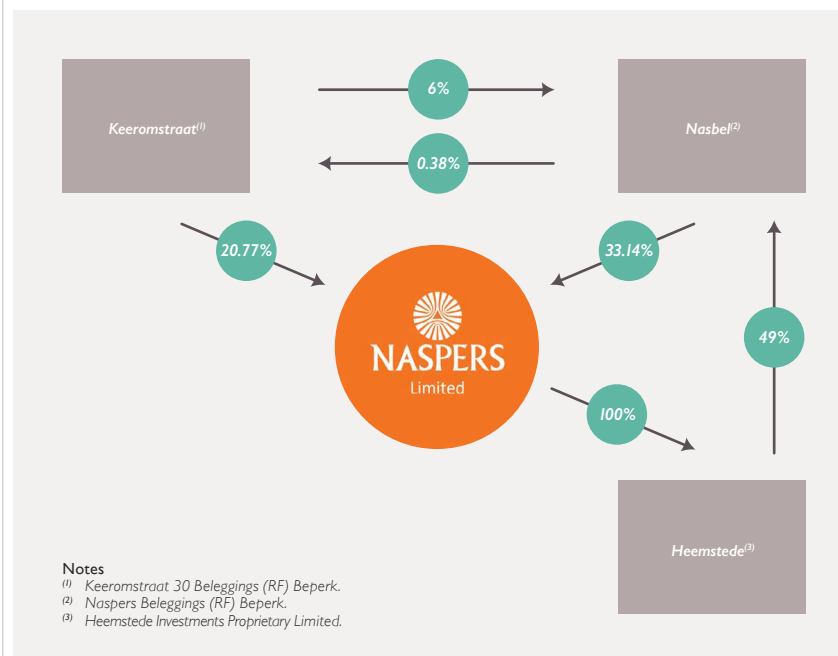 6%
Keeromstraat(1)
Nasbel(2)
0.38%
20.77%
33.14%
NASPERS
Limited
49%
100%
Heemstede(3)
Notes
(1) Keeromstraat 30 Beleggings (RF) Beperk.
(2) Naspers Beleggings (RF) Beperk.
(3) Heemstede Investments Proprietary Limited.